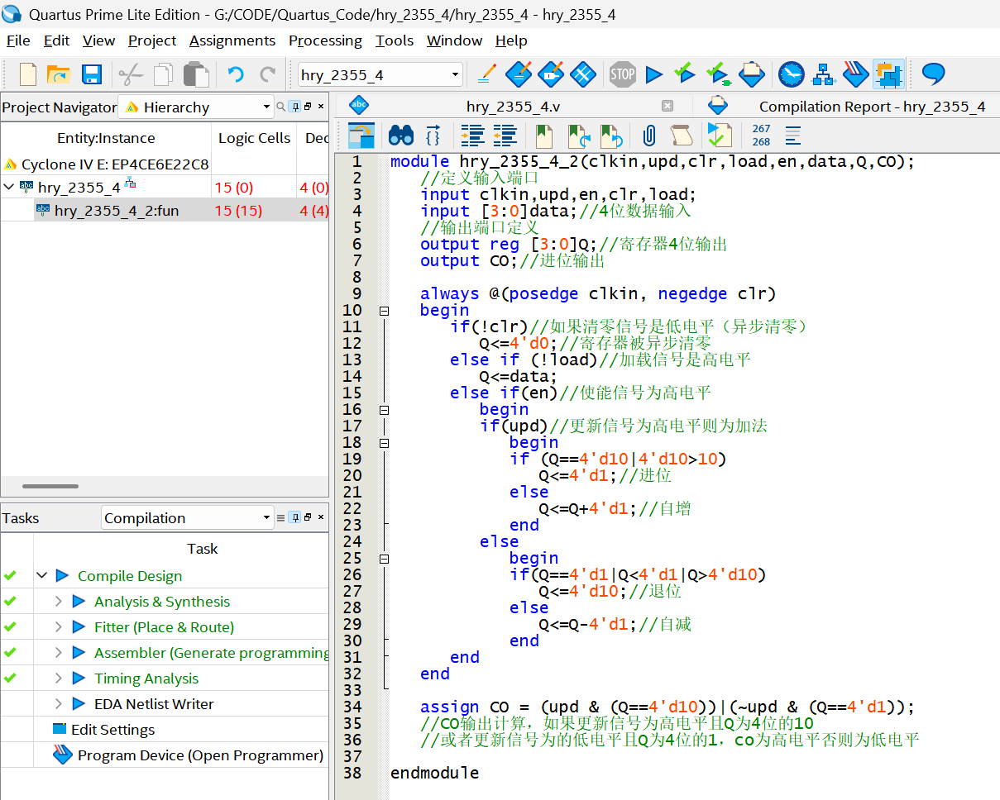 Quartus Prime Lite Edition - G:/CODE/Quartus_Code/hry_2355_4/hry_2355_4 - hry_2355_4
File Edit View Project Assignments Processing Tools Window Help
hry_2355_4
STOP
Project Navigator Hierarchy
Entity:Instance Logic Cells Dec
Cyclone IV E: EP4CE6E22C8
hry_2355_4 15 (0) 4 (0)
hry_2355_4_2:fun 15 (15) 4 (4)
Tasks Compilation
Task
Compile Design
Analysis & Synthesis
Fitter (Place & Route)
Assembler (Generate programming
Timing Analysis
EDA Netlist Writer
Edit Settings
Program Device (Open Programmer)
abc hry_2355_4.v Compilation Report - hry_2355_4
267
268
1 module hry_2355_4_2(clkin,upd,clr,load,en,data,Q,CO);
2 //定义输入端口
3 input clkin,upd,en,clr,load;
4 input [3:0]data;//4位数据输入
5 //输出端口定义
6 output reg [3:0]Q;//寄存器4位输出
7 output CO;//进位输出
8
9 always @(posedge clkin, negedge clr)
10 begin
11 if(!clr)//如果清零信号是低电平（异步清零）
12 Q<=4'd0;//寄存器被异步清零
13 else if (!load)//加载信号是高电平
14 Q<=data;
15 else if(en)//使能信号为高电平
16 begin
17 if(upd)//更新信号为高电平则为加法
18 begin
19 if (Q==4'd10|4'd10>10)
20 Q<=4'd1;//进位
21 else
22 Q<=Q+4'd1;//自增
23 end
24 else
25 begin
26 if(Q==4'd1|Q<4'd1|Q>4'd10)
27 Q<=4'd10;//退位
28 else
29 Q<=Q-4'd1;//自减
30 end
31 end
32 end
33
34 assign CO = (upd & (Q==4'd10))|(~upd & (Q==4'd1));
35 //CO输出计算，如果更新信号为高电平且Q为4位的10
36 //或者更新信号为的低电平且Q为4位的1，co为高电平否则为低电平
37
38 endmodule